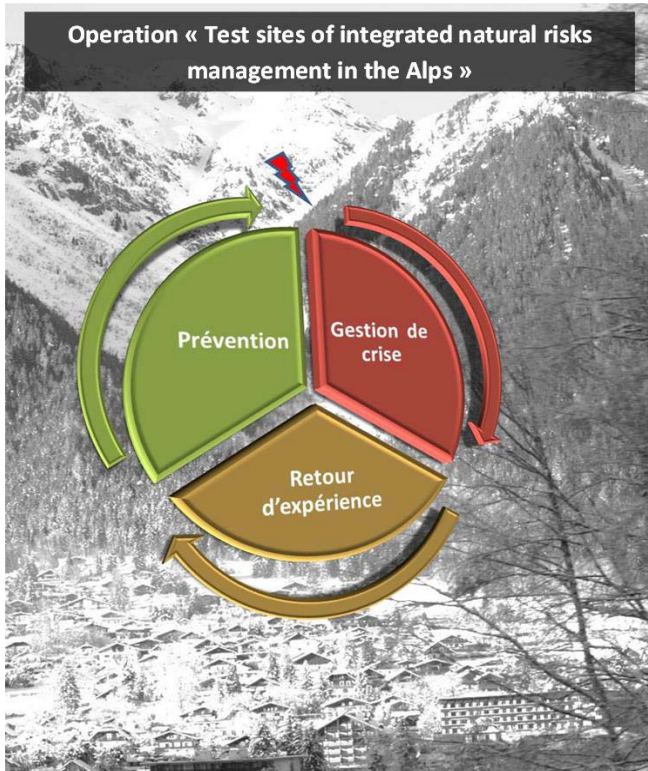 Operation « Test sites of integrated natural risks
management in the Alps »
Prévention
Gestion de
crise
Retour
d’expérience